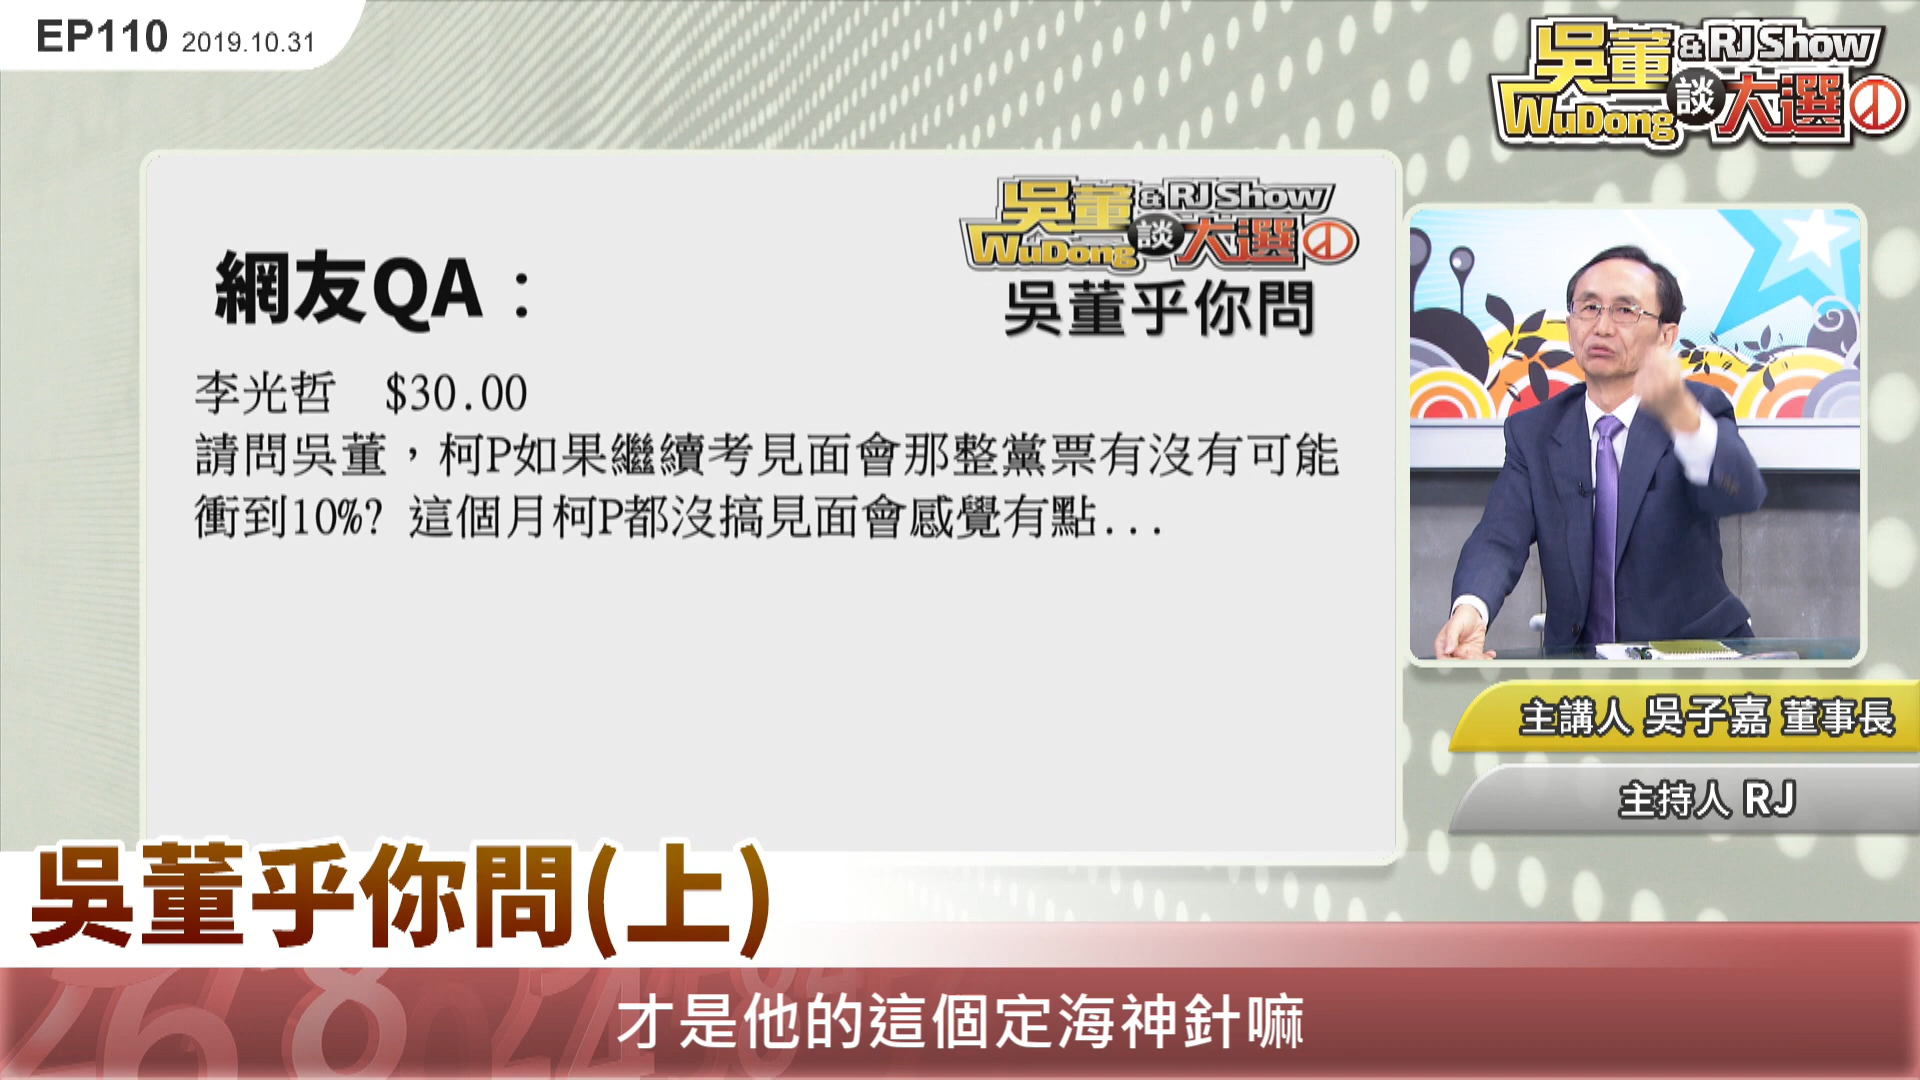 EP110 2019.10.31
吳董 & RJ Show
WuDong 談 大選
吳董 & RJ Show
WuDong 談 大選
吳董乎你問
網友QA：
李光哲 $30.00
請問吳董，柯P如果繼續考見面會那整黨票有沒有可能
衝到10%? 這個月柯P都沒搞見面會感覺有點...
主講人 吳子嘉 董事長
主持人 RJ
吳董乎你問(上)
才是他的這個定海神針嘛